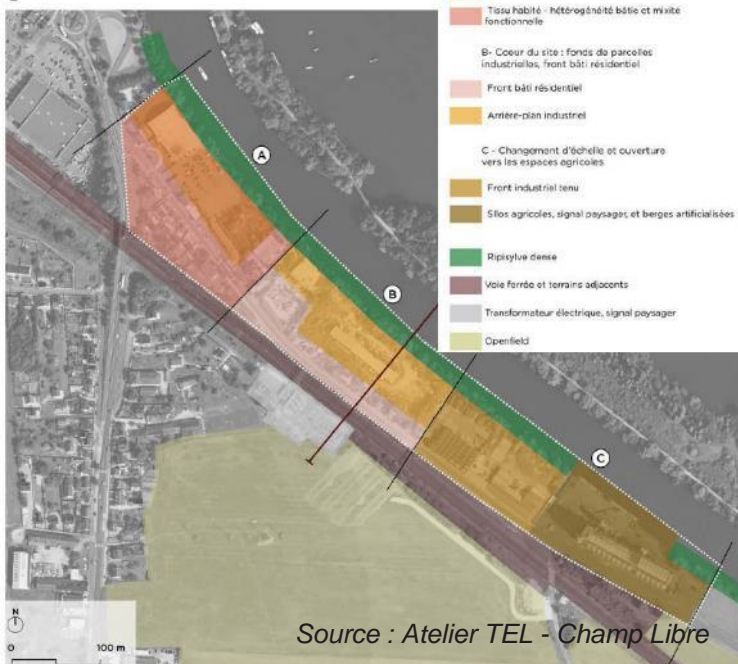 Tissu habité - hétérogénéité bâtie et mixité
fonctionnelle
B- Coeur du site : fonds de parcelles
industrielles, front bâti résidentiel
Front bâti résidentiel
Arrière-plan industriel
C - Changement d'échelle et ouverture
vers les espaces agricoles
Front industriel tenu
Silos agricoles, signal paysager, et berges artificialisées
Ripisylve dense
Voie ferrée et terrains adjacents
Transformateur électrique, signal paysager
Openfield
A
B
C
N
0 100 m
Source : Atelier TEL - Champ Libre